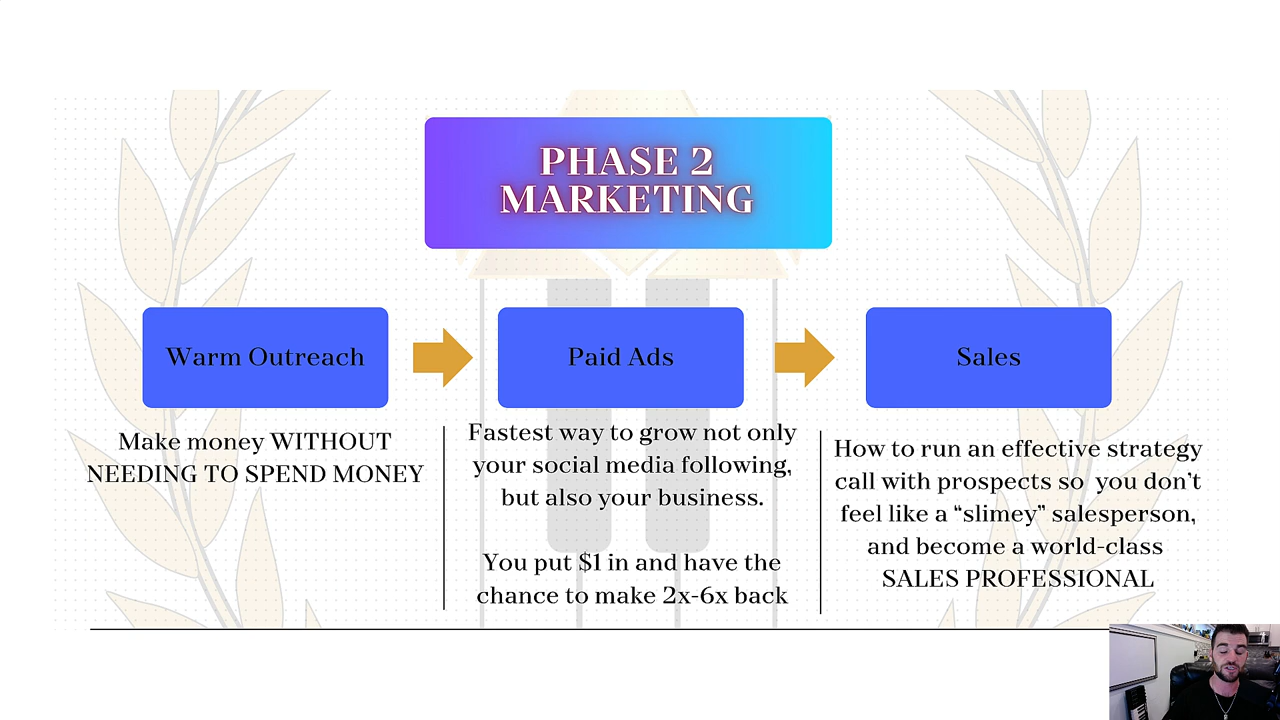 PHASE 2
MARKETING
Warm Outreach
Paid Ads
Sales
Make money WITHOUT
NEEDING TO SPEND MONEY
Fastest way to grow not only
your social media following,
but also your business.
You put $1 in and have the
chance to make 2x-6x back
How to run an effective strategy
call with prospects so  you don't
feel like a “slimey” salesperson,
and become a world-class
SALES PROFESSIONAL